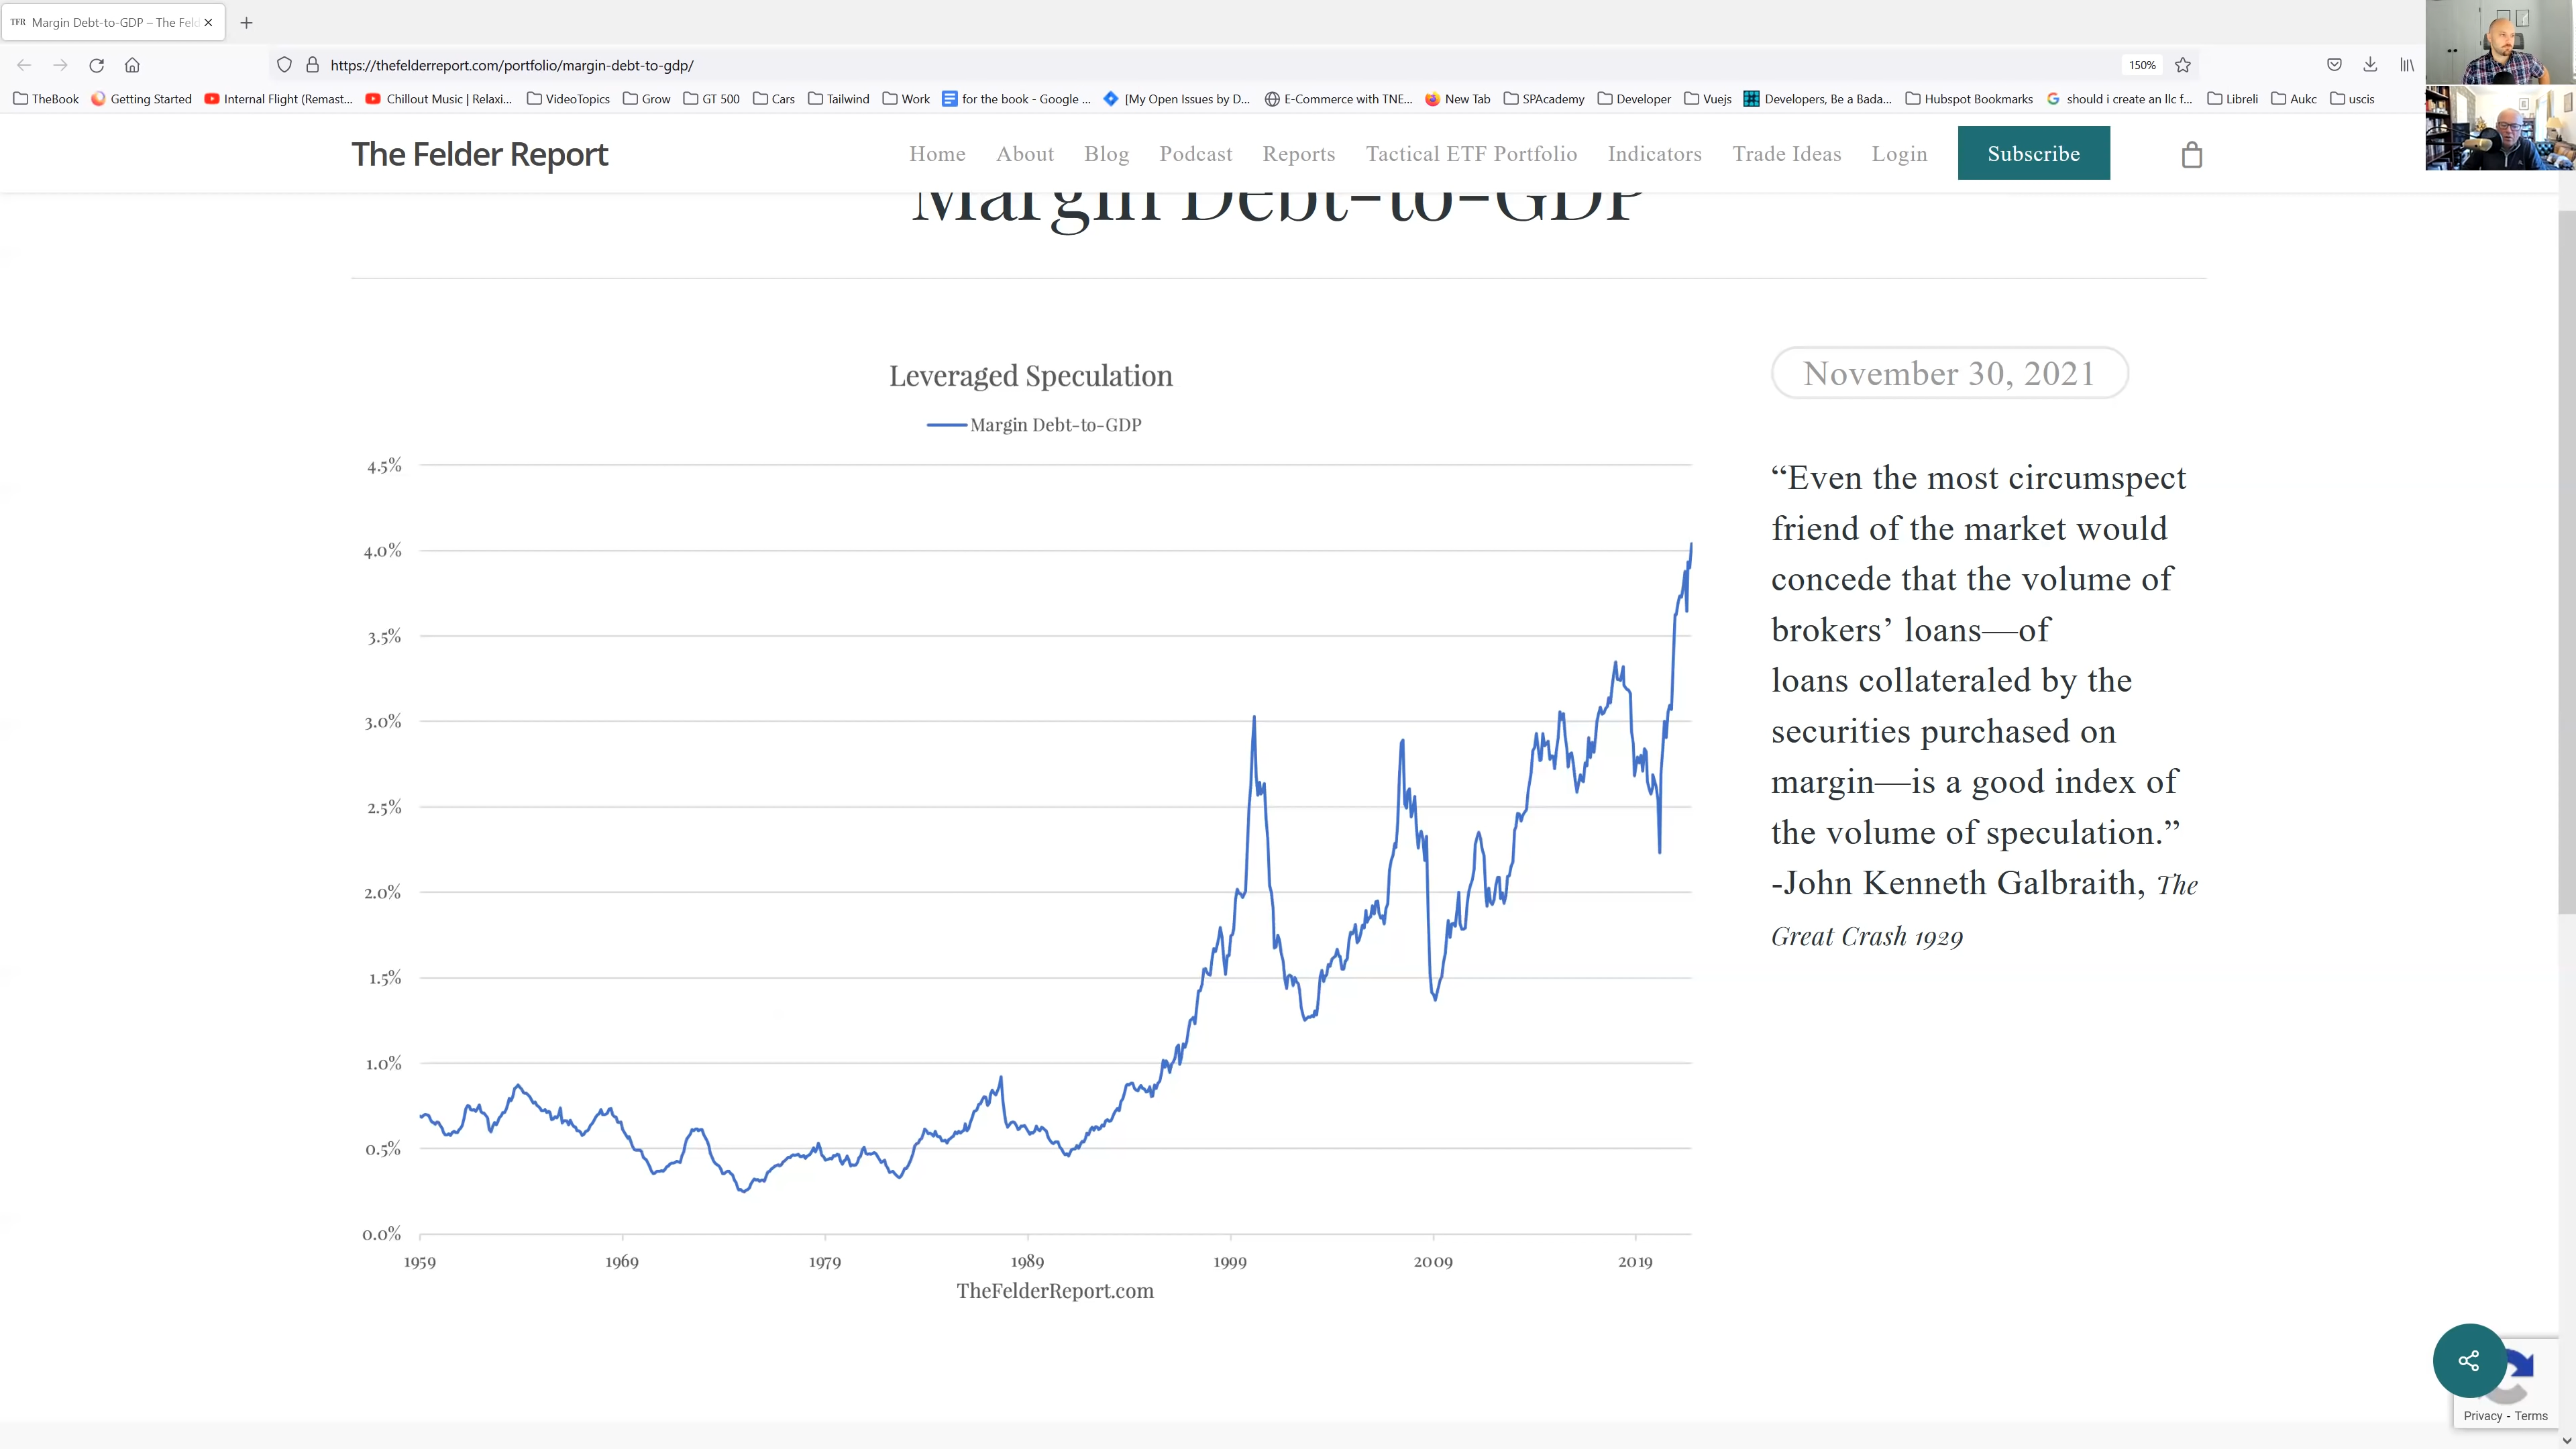 TFR Margin Debt-to-GDP – The Feld
https://thefelderreport.com/portfolio/margin-debt-to-gdp/
150%
TheBook Getting Started Internal Flight (Remast... Chillout Music | Relaxi... VideoTopics Grow GT 500 Cars Tailwind Work for the book - Google ... [My Open Issues by D... E-Commerce with TNE... New Tab SPAcademy Developer Vuejs Developers, Be a Bada... Hubspot Bookmarks should i create an llc f... Libreli Aukc uscis
The Felder Report Home About Blog Podcast Reports Tactical ETF Portfolio Indicators Trade Ideas Login Subscribe
Margin Debt-to-GDP
Leveraged Speculation
Margin Debt-to-GDP
4.5%
4.0%
3.5%
3.0%
2.5%
2.0%
1.5%
1.0%
0.5%
0.0%
1959 1969 1979 1989 1999 2009 2019
TheFelderReport.com
November 30, 2021
“Even the most circumspect
friend of the market would
concede that the volume of
brokers’ loans—of
loans collateraled by the
securities purchased on
margin—is a good index of
the volume of speculation.”
-John Kenneth Galbraith, The
Great Crash 1929
Privacy - Terms